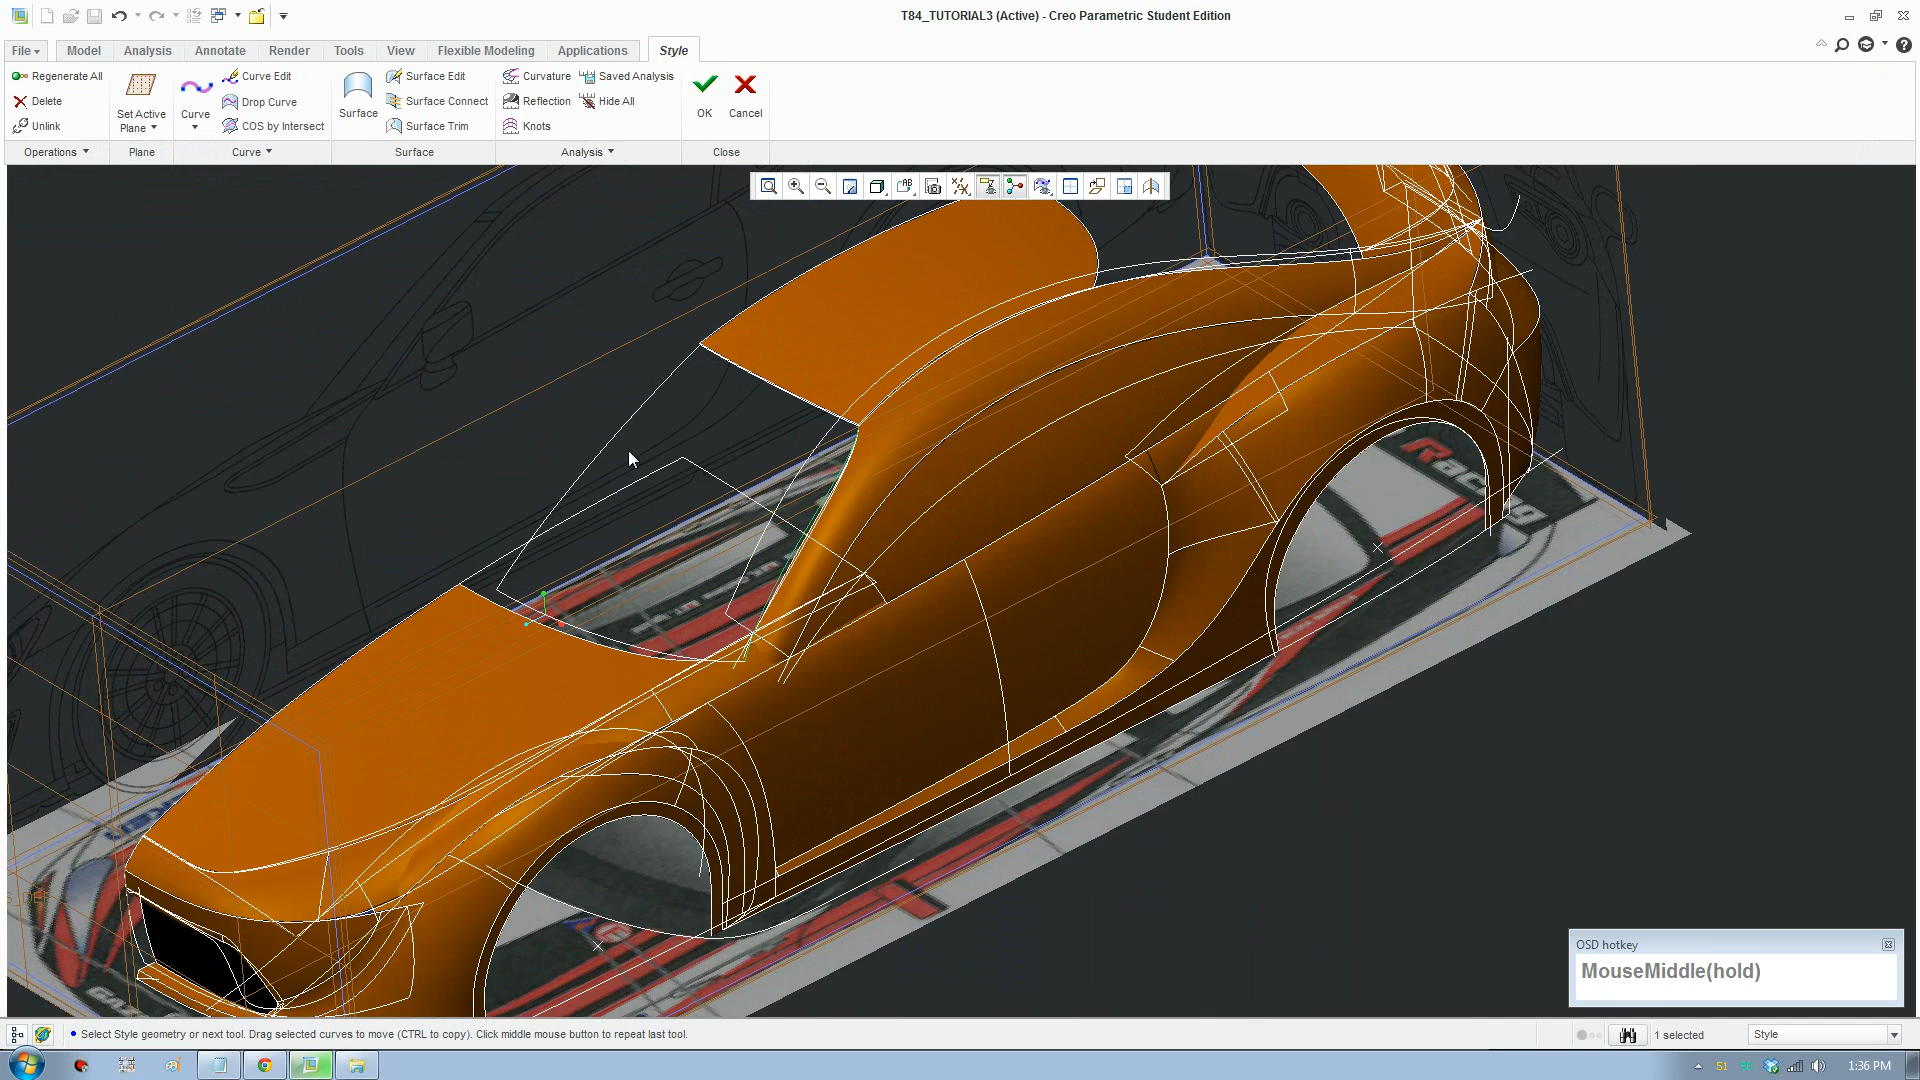 T84_TUTORIAL3 (Active) - Creo Parametric Student Edition
File Model Analysis Annotate Render Tools View Flexible Modeling Applications Style
Regenerate All
Delete
Unlink
Set Active
Plane
Curve
Curve Edit
Drop Curve
COS by Intersect
Surface
Surface Edit
Surface Connect
Surface Trim
Curvature
Saved Analysis
Reflection
Hide All
Knots
OK
Cancel
Operations
Plane
Curve
Surface
Analysis
Close
Racing
OSD hotkey
MouseMiddle(hold)
Select Style geometry or next tool. Drag selected curves to move (CTRL to copy). Click middle mouse button to repeat last tool.
1 selected
Style
51
1:36 PM